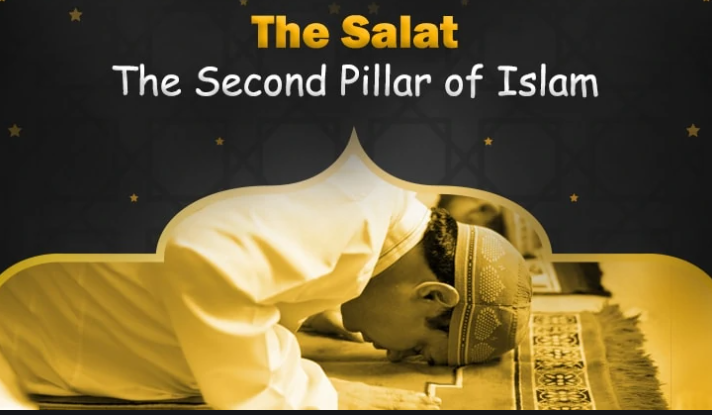 The Salat
The Second Pillar of Islam